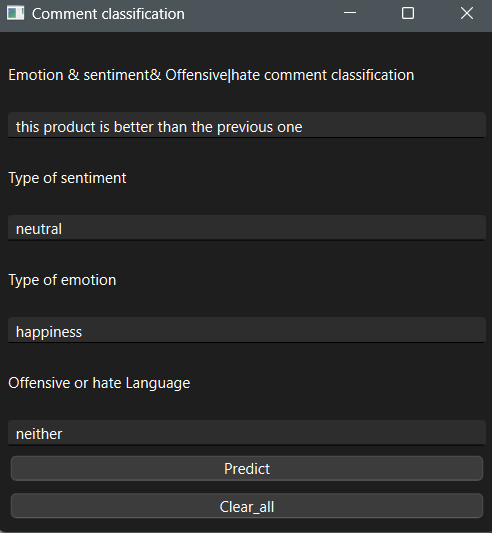 Comment classification
Emotion & sentiment& Offensive|hate comment classification
this product is better than the previous one
Type of sentiment
neutral
Type of emotion
happiness
Offensive or hate Language
neither
Predict
Clear_all